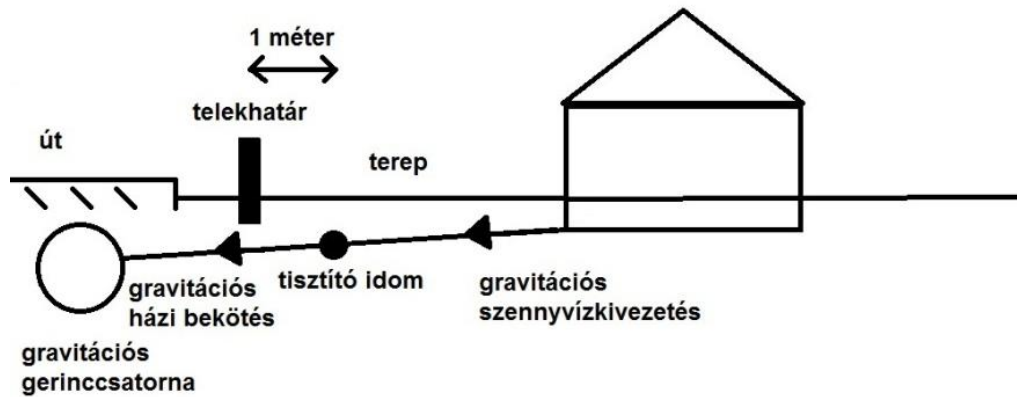 1 méter
telekhatár
út
terep
gravitációs
házi bekötés
tisztító idom
gravitációs
szennyvízkivezetés
gravitációs
gerinccsatorna